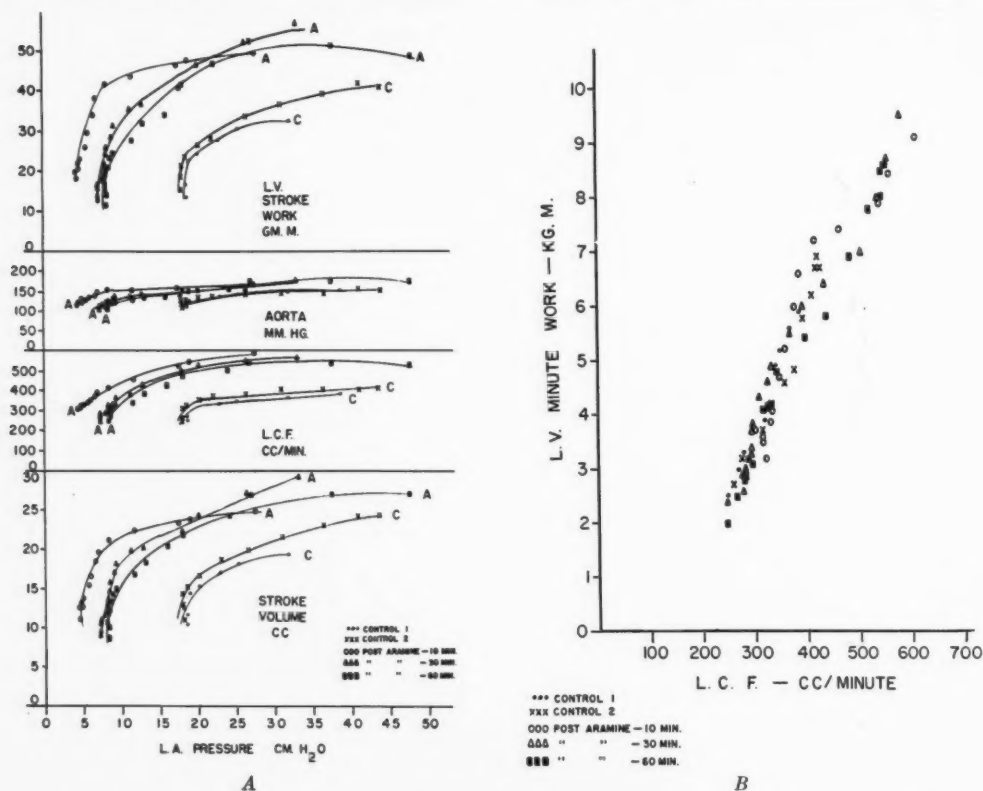 50
40
30
20
10
0
A
A
A
C
C
L.V.
STROKE
WORK
GM. M.
200
150
100
50
0
A
A
A
AORTA
MM. HG.
500
400
300
200
100
0
A
A
A
C
C
L.C.F.
CC/MIN.
30
25
20
15
10
5
0
A
A
A
C
C
STROKE
VOLUME
CC
••• CONTROL 1
XXX CONTROL 2
OOO POST ARAMINE — 10 MIN.
ΔΔΔ " " — 30 MIN.
■■■ " " — 60 MIN.
0 5 10 15 20 25 30 35 40 45 50
L.A. PRESSURE CM. H2O
A
10
9
8
7
6
5
4
3
2
1
0
L.V. MINUTE WORK — KG. M.
100 200 300 400 500 600 700
L. C. F. — CC/MINUTE
••• CONTROL 1
XXX CONTROL 2
OOO POST ARAMINE — 10 MIN.
ΔΔΔ " " — 30 MIN.
■■■ " " — 60 MIN.
B